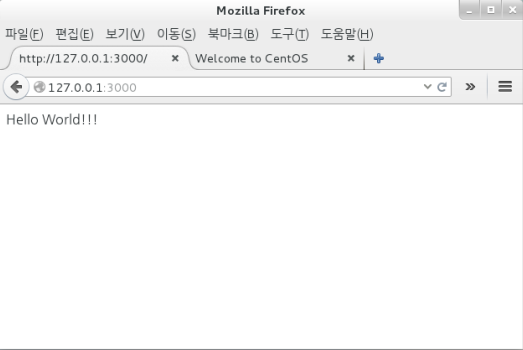 Mozilla Firefox
파일(F) 편집(E) 보기(V) 이동(S) 북마크(B) 도구(T) 도움말(H)
http://127.0.0.1:3000/ Welcome to CentOS
127.0.0.1:3000
Hello World!!!